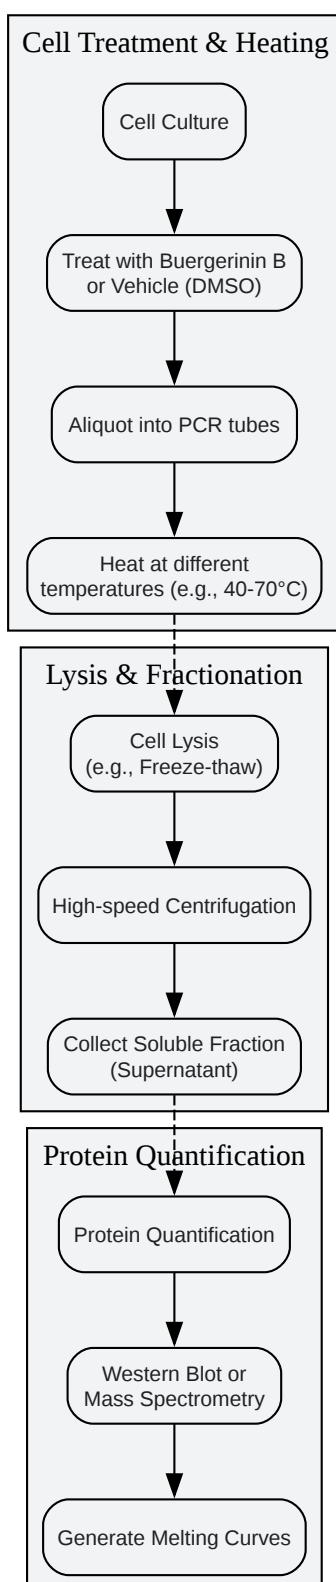 Cell Treatment & Heating
Cell Culture
Treat with Buergerinin B
or Vehicle (DMSO)
Aliquot into PCR tubes
Heat at different
temperatures (e.g., 40-70°C)
Lysis & Fractionation
Cell Lysis
(e.g., Freeze-thaw)
High-speed Centrifugation
Collect Soluble Fraction
(Supernatant)
Protein Quantification
Protein Quantification
Western Blot or
Mass Spectrometry
Generate Melting Curves